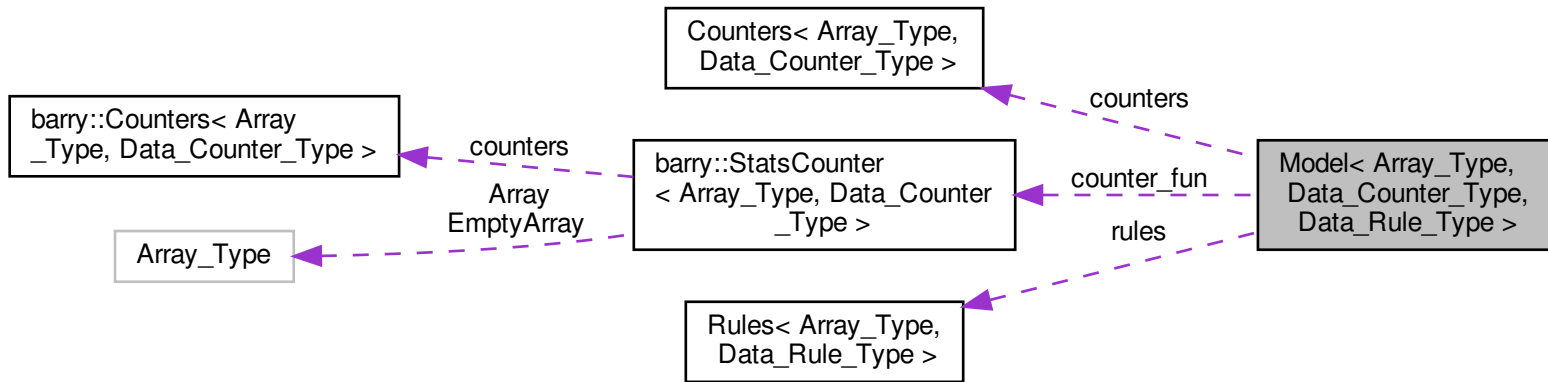 Counters< Array_Type,
Data_Counter_Type >
counters
barry::Counters< Array
_Type, Data_Counter_Type >
counters
barry::StatsCounter
< Array_Type, Data_Counter
_Type >
counter_fun
Model< Array_Type,
Data_Counter_Type,
Data_Rule_Type >
Array
EmptyArray
Array_Type
rules
Rules< Array_Type,
Data_Rule_Type >